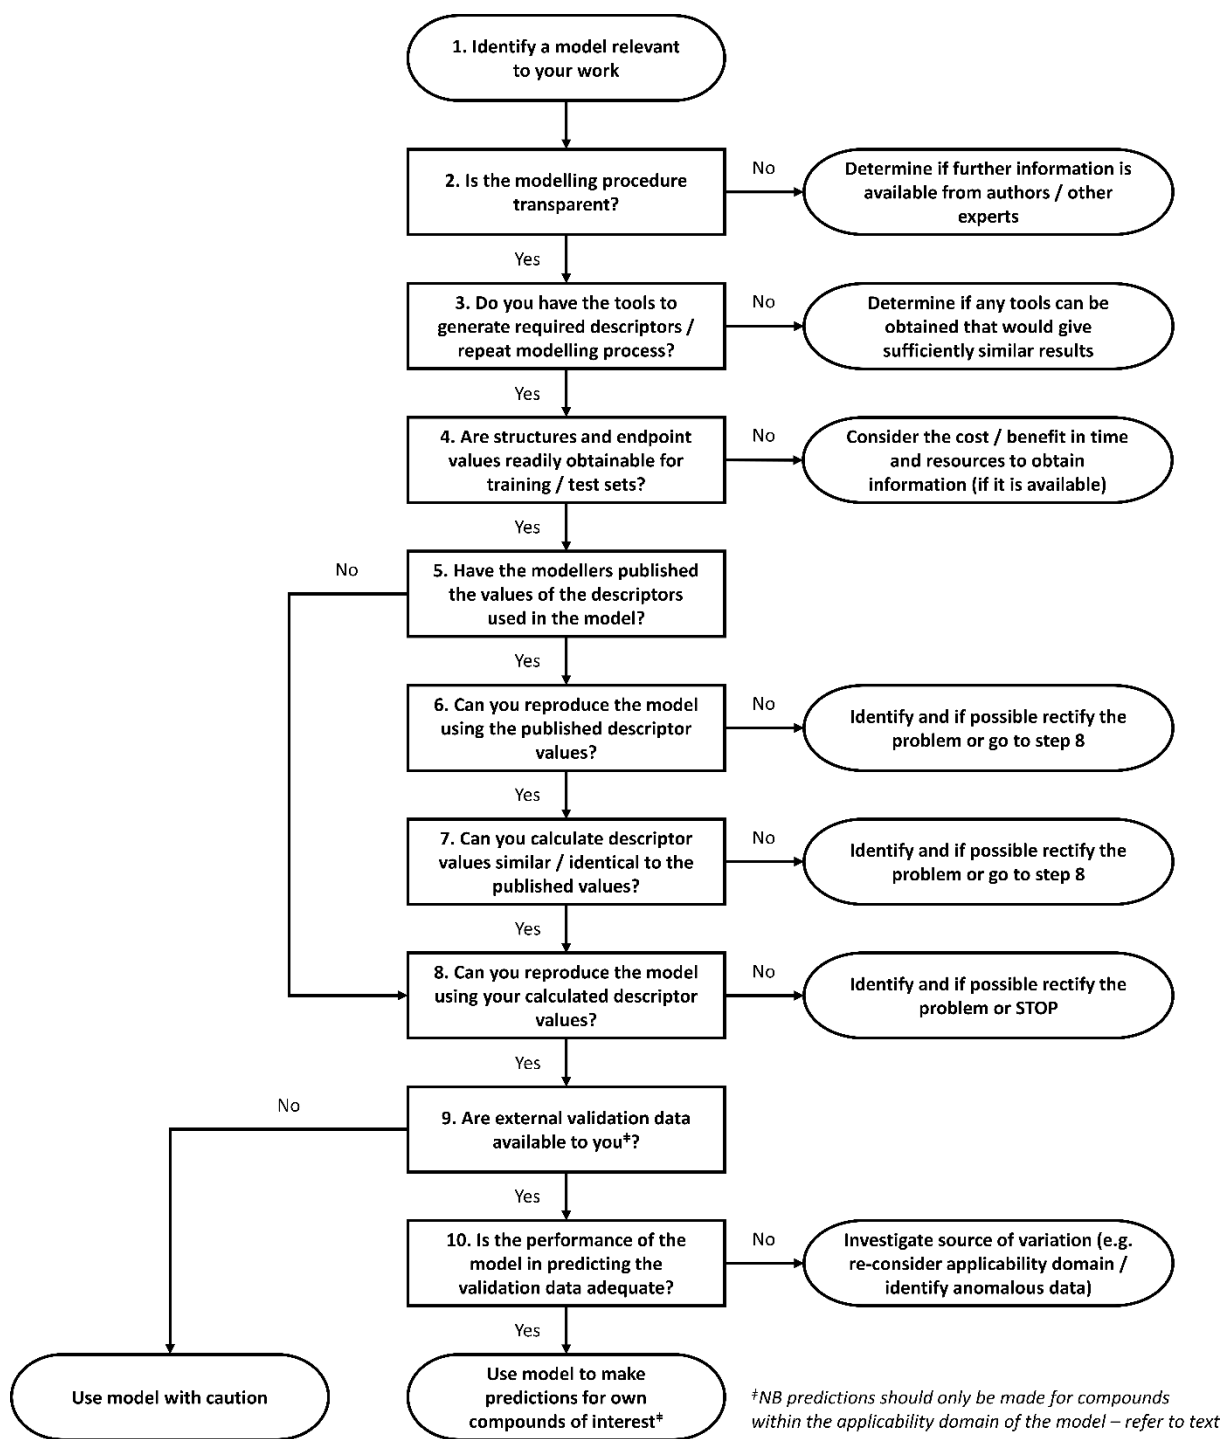 1. Identify a model relevant
to your work
2. Is the modelling procedure
transparent?
No
Determine if further information is
available from authors / other
experts
Yes
3. Do you have the tools to
generate required descriptors /
repeat modelling process?
No
Determine if any tools can be
obtained that would give
sufficiently similar results
Yes
4. Are structures and endpoint
values readily obtainable for
training / test sets?
No
Consider the cost / benefit in time
and resources to obtain
information (if it is available)
Yes
No
5. Have the modellers published
the values of the descriptors
used in the model?
Yes
6. Can you reproduce the model
using the published descriptor
values?
No
Identify and if possible rectify the
problem or go to step 8
Yes
7. Can you calculate descriptor
values similar / identical to the
published values?
No
Identify and if possible rectify the
problem or go to step 8
Yes
8. Can you reproduce the model
using your calculated descriptor
values?
No
Identify and if possible rectify the
problem or STOP
Yes
No
9. Are external validation data
available to you‡?
Yes
10. Is the performance of the
model in predicting the
validation data adequate?
No
Investigate source of variation (e.g.
re-consider applicability domain /
identify anomalous data)
Yes
Use model with caution
Use model to make
predictions for own
compounds of interest‡
‡NB predictions should only be made for compounds
within the applicability domain of the model – refer to text